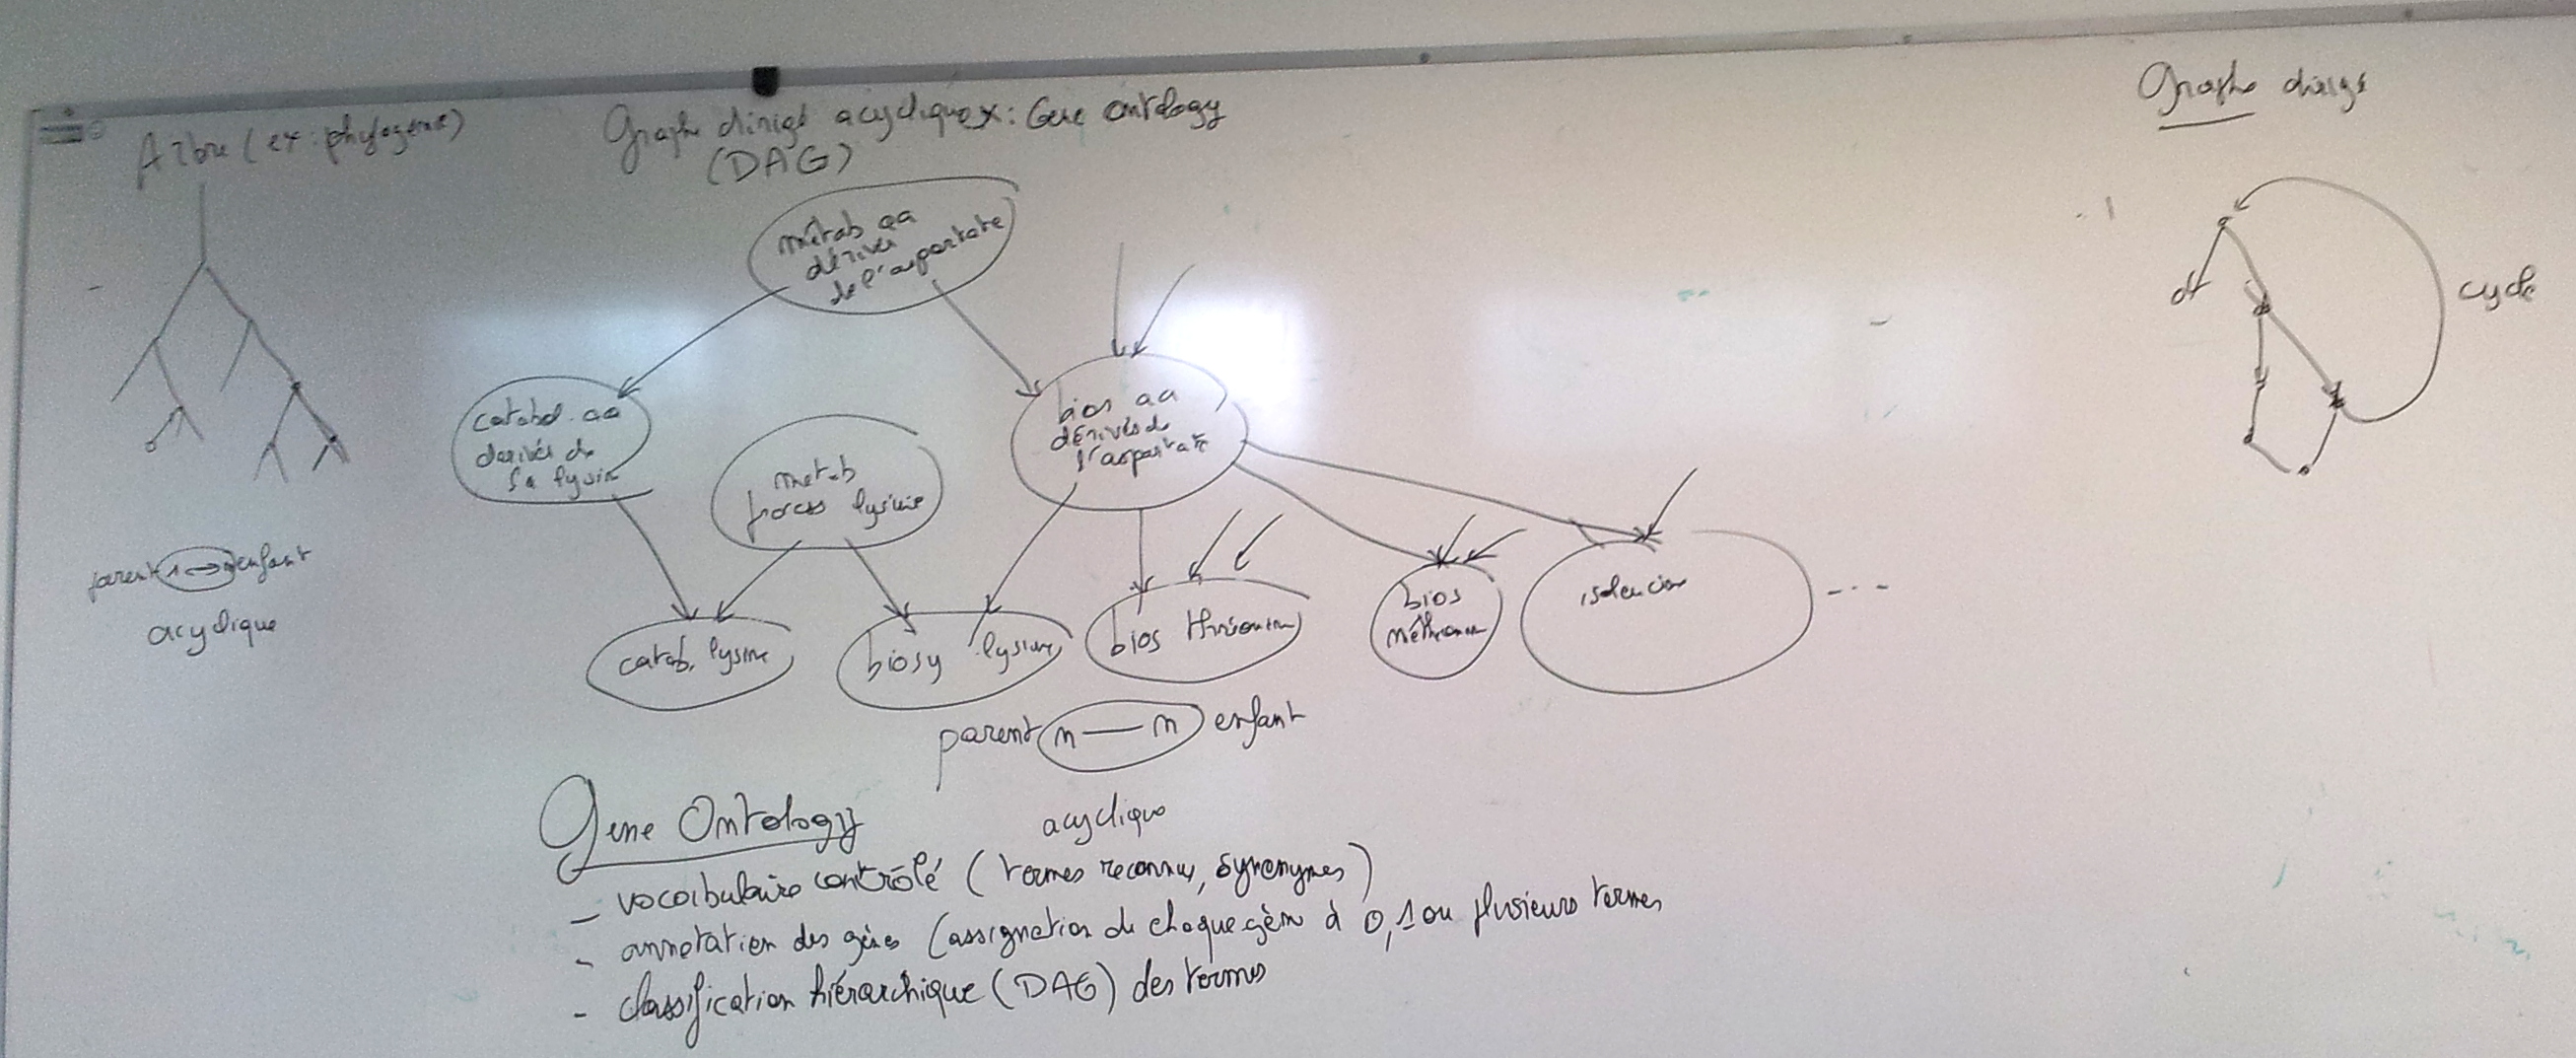 Arbre (ex: phylogénie)
parent 1 → n enfant
acyclique
Graphe dirigé acyclique ex: Gene Ontology
(DAG)
métab aa
dérivés
de l'aspartate
catabol. aa
dérivés de
la lysine
métab
process lysine
bios aa
dérivés de
l'aspartate
catab. lysine
biosy lysine
bios thréonine
bios
méthionine
isoleucine
- - -
parent n — n enfant
acyclique
Graphe dirigé
cycle
Gene Ontology
- vocaibulaire contrôlé (termes reconnus, synonymes)
- annotation des gènes (assignation de chaque gène à 0, 1 ou plusieurs termes
- classification hiérarchique (DAG) des termes